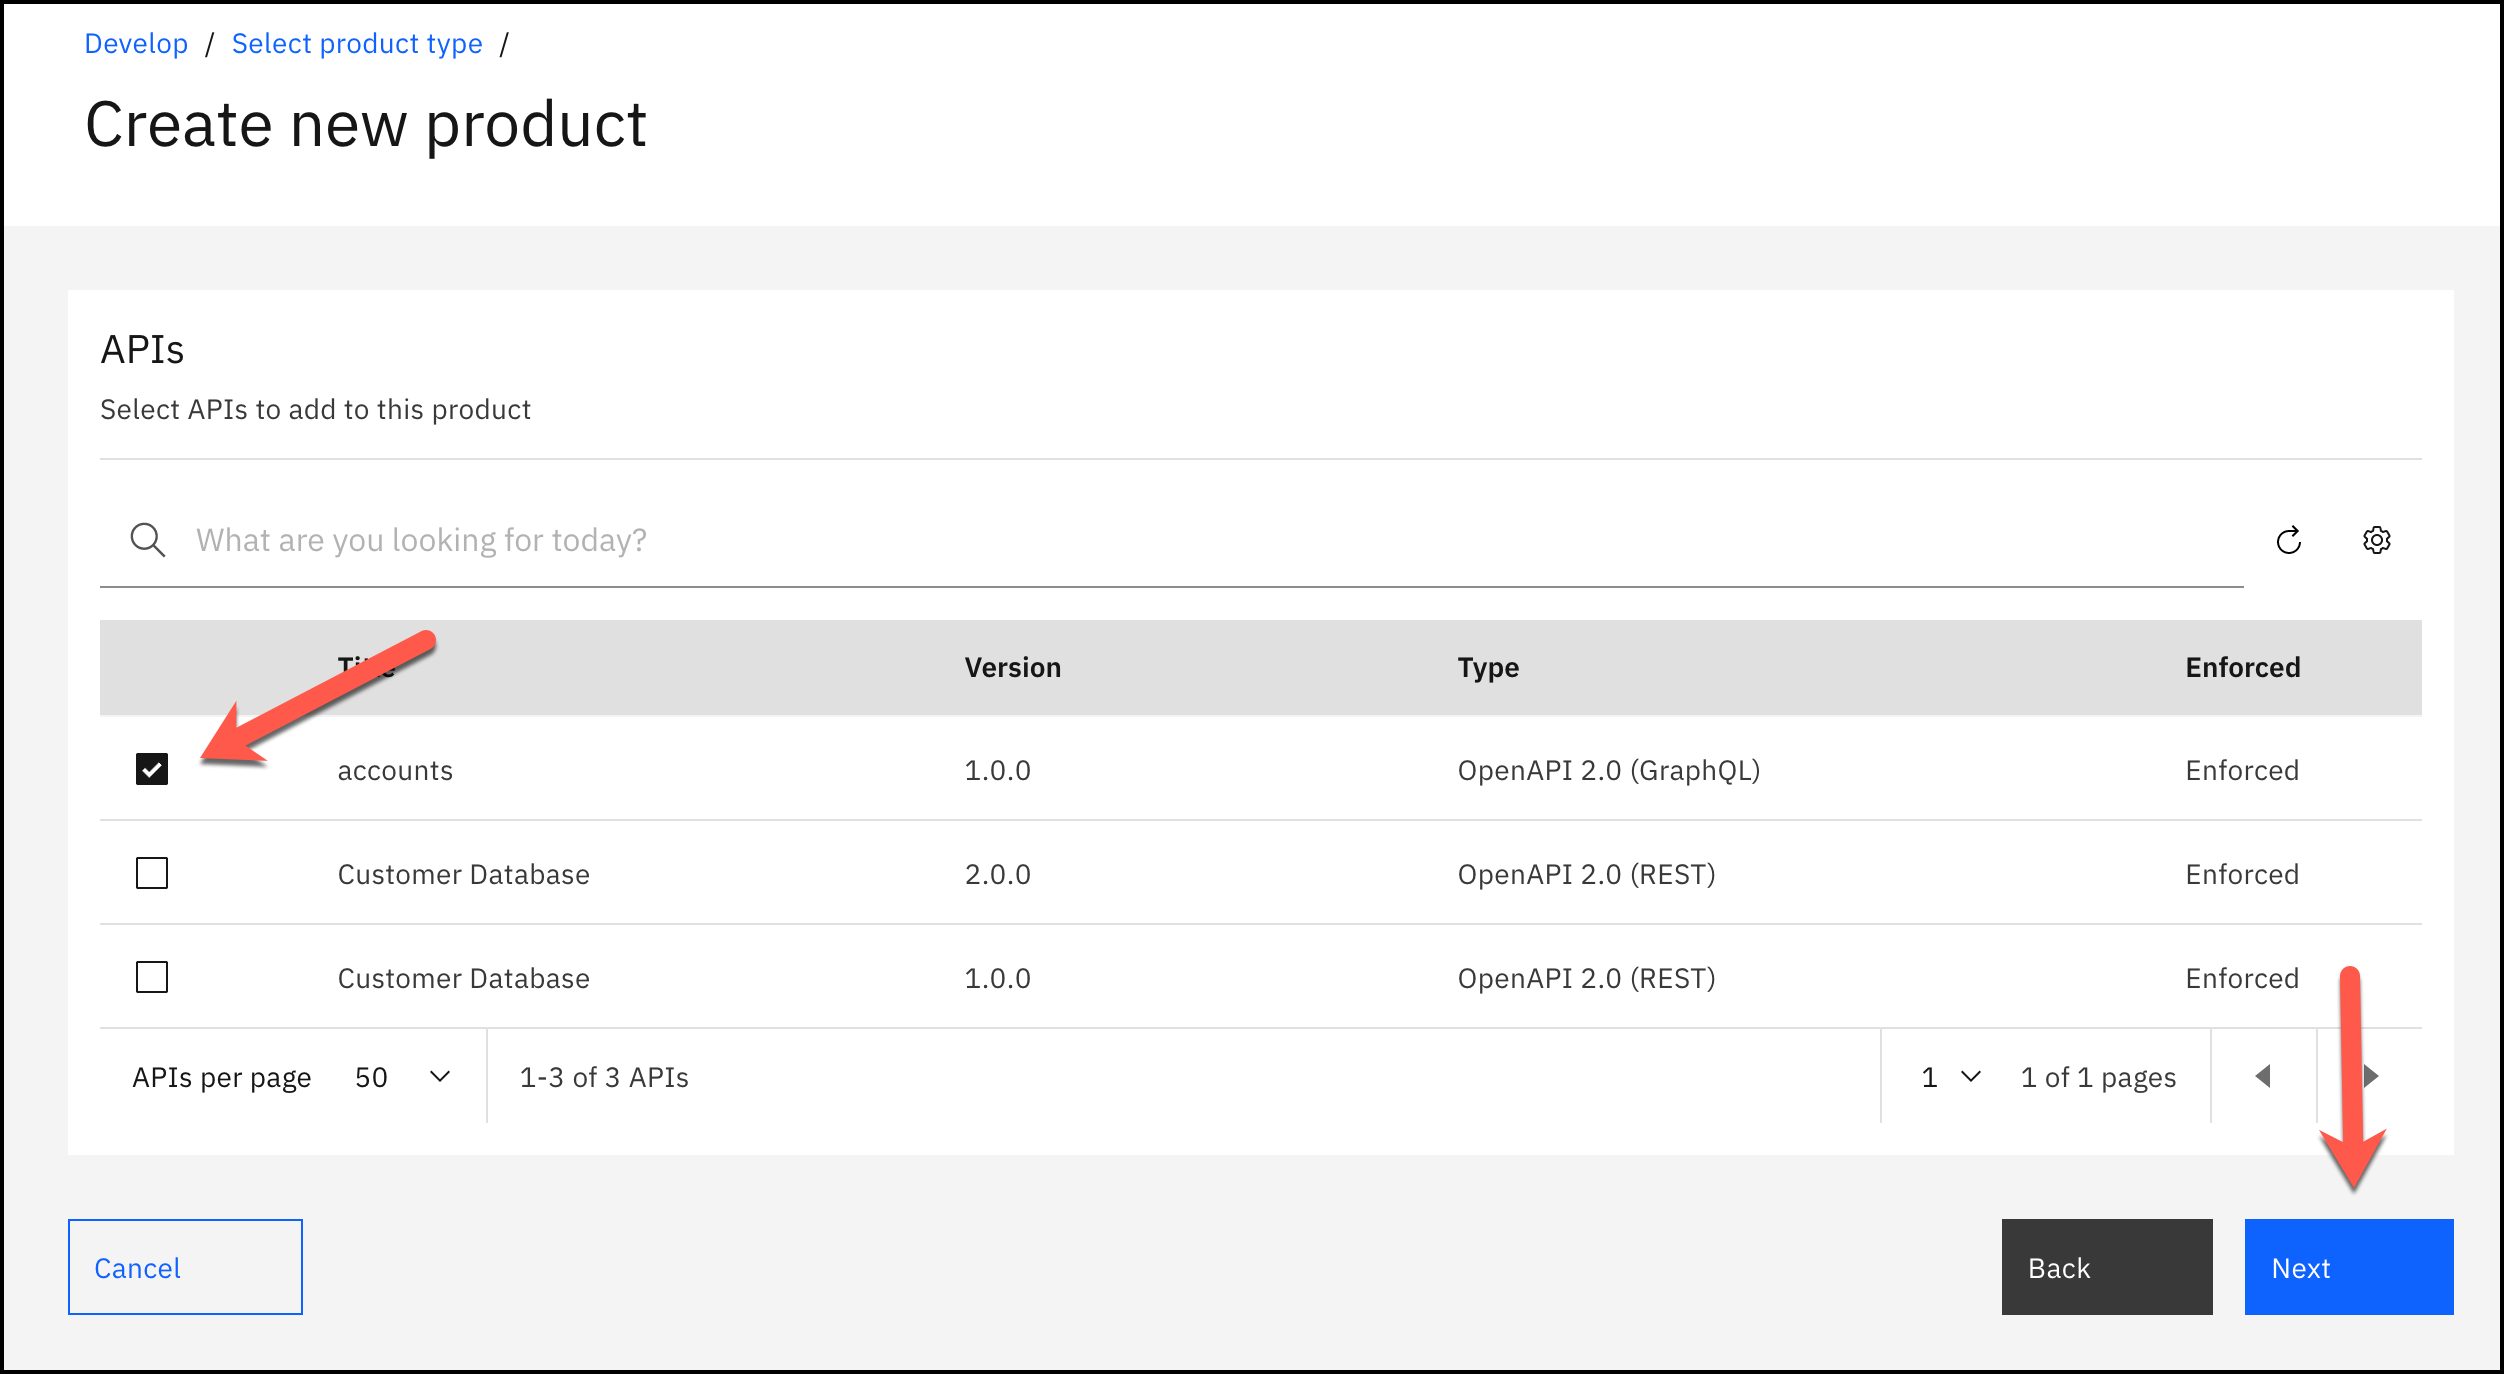 Develop / Select product type /
Create new product
APIs
Select APIs to add to this product
What are you looking for today?
Title Version Type Enforced
accounts 1.0.0 OpenAPI 2.0 (GraphQL) Enforced
Customer Database 2.0.0 OpenAPI 2.0 (REST) Enforced
Customer Database 1.0.0 OpenAPI 2.0 (REST) Enforced
APIs per page 50 1-3 of 3 APIs 1 1 of 1 pages
Cancel Back Next